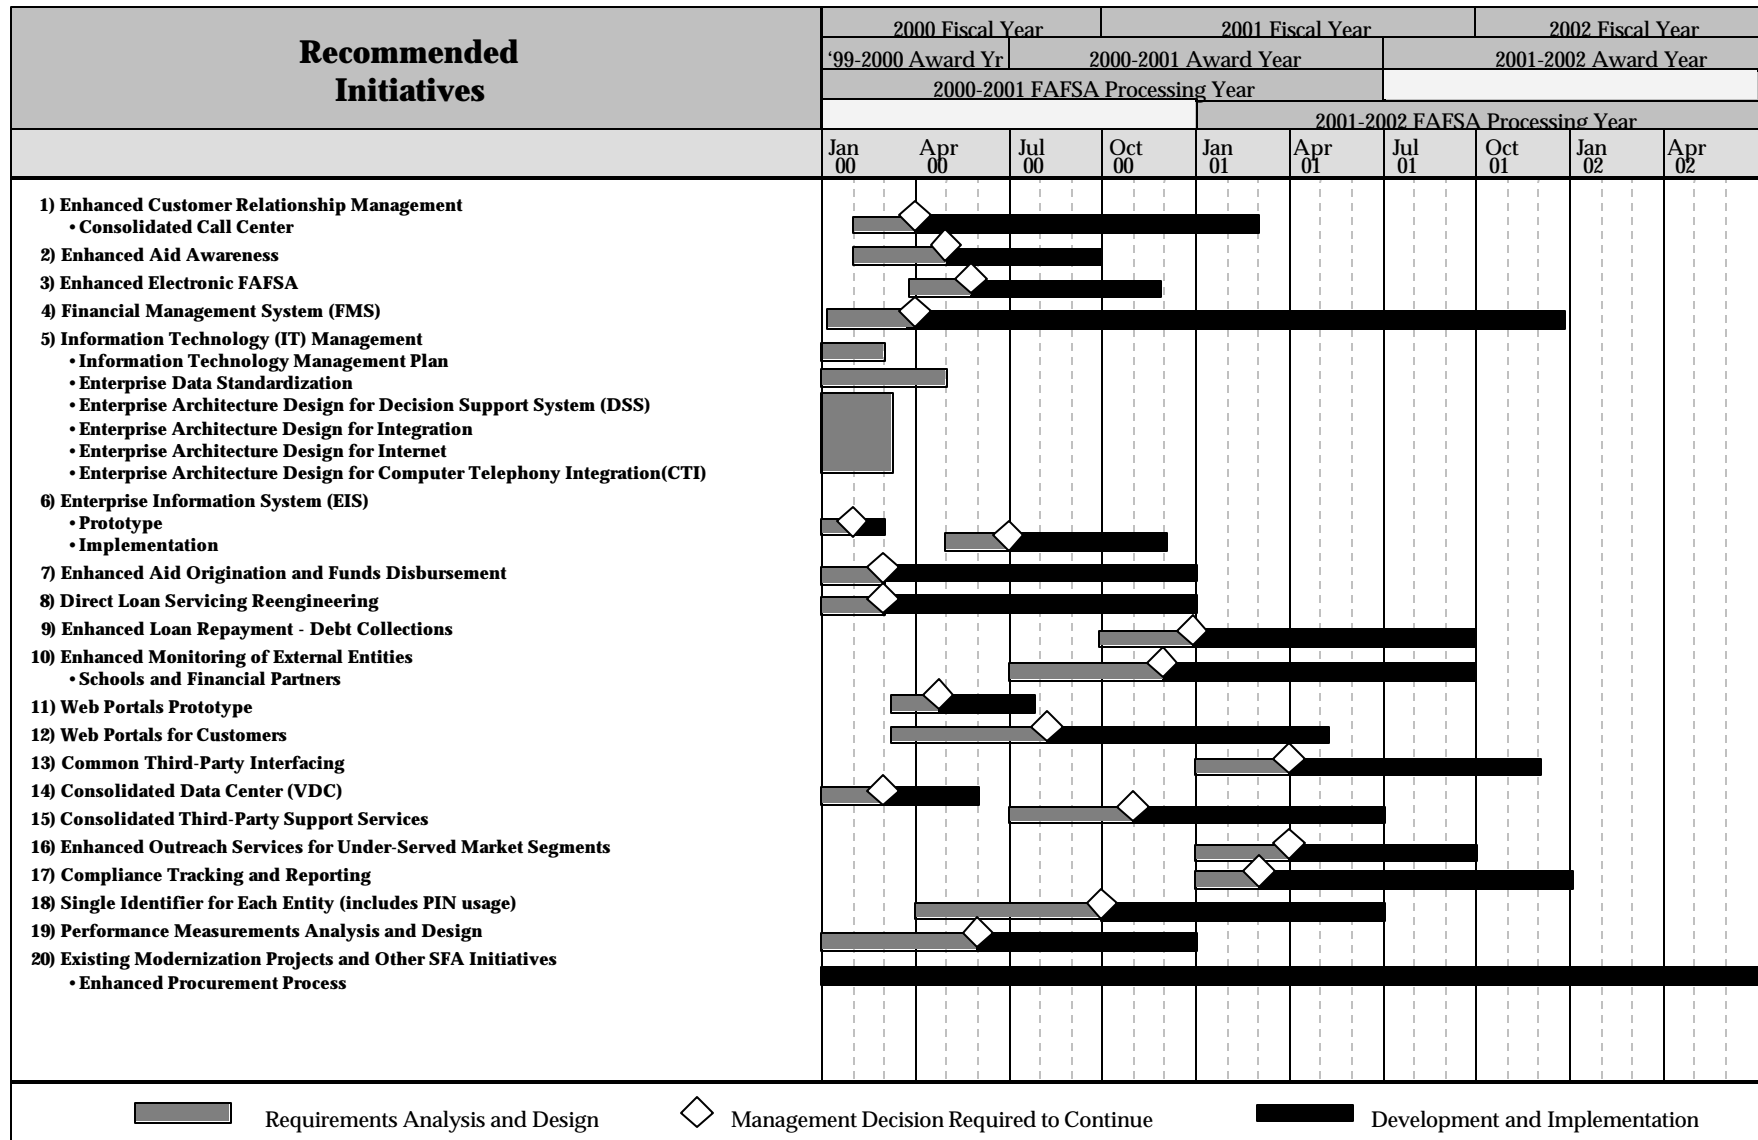 Recommended
Initiatives
2000 Fiscal Year
2001 Fiscal Year
2002 Fiscal Year
'99-2000 Award Yr
2000-2001 Award Year
2001-2002 Award Year
2000-2001 FAFSA Processing Year
2001-2002 FAFSA Processing Year
Jan 00
Apr 00
Jul 00
Oct 00
Jan 01
Apr 01
Jul 01
Oct 01
Jan 02
Apr 02
1) Enhanced Customer Relationship Management
• Consolidated Call Center
2) Enhanced Aid Awareness
3) Enhanced Electronic FAFSA
4) Financial Management System (FMS)
5) Information Technology (IT) Management
• Information Technology Management Plan
• Enterprise Data Standardization
• Enterprise Architecture Design for Decision Support System (DSS)
• Enterprise Architecture Design for Integration
• Enterprise Architecture Design for Internet
• Enterprise Architecture Design for Computer Telephony Integration(CTI)
6) Enterprise Information System (EIS)
• Prototype
• Implementation
7) Enhanced Aid Origination and Funds Disbursement
8) Direct Loan Servicing Reengineering
9) Enhanced Loan Repayment - Debt Collections
10) Enhanced Monitoring of External Entities
• Schools and Financial Partners
11) Web Portals Prototype
12) Web Portals for Customers
13) Common Third-Party Interfacing
14) Consolidated Data Center (VDC)
15) Consolidated Third-Party Support Services
16) Enhanced Outreach Services for Under-Served Market Segments
17) Compliance Tracking and Reporting
18) Single Identifier for Each Entity (includes PIN usage)
19) Performance Measurements Analysis and Design
20) Existing Modernization Projects and Other SFA Initiatives
• Enhanced Procurement Process
Requirements Analysis and Design
Management Decision Required to Continue
Development and Implementation